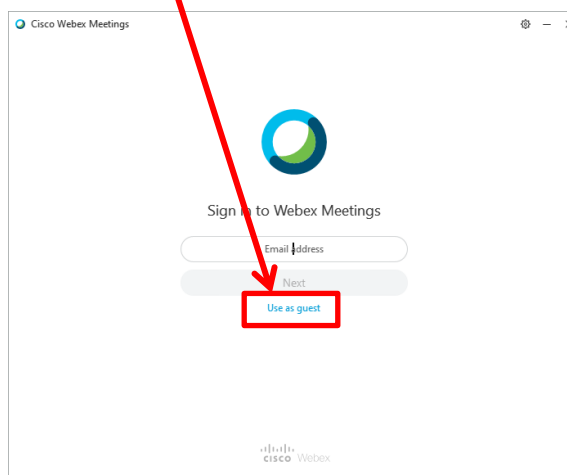 Cisco Webex Meetings
Sign in to Webex Meetings
Email address
Next
Use as guest
CISCO Webex